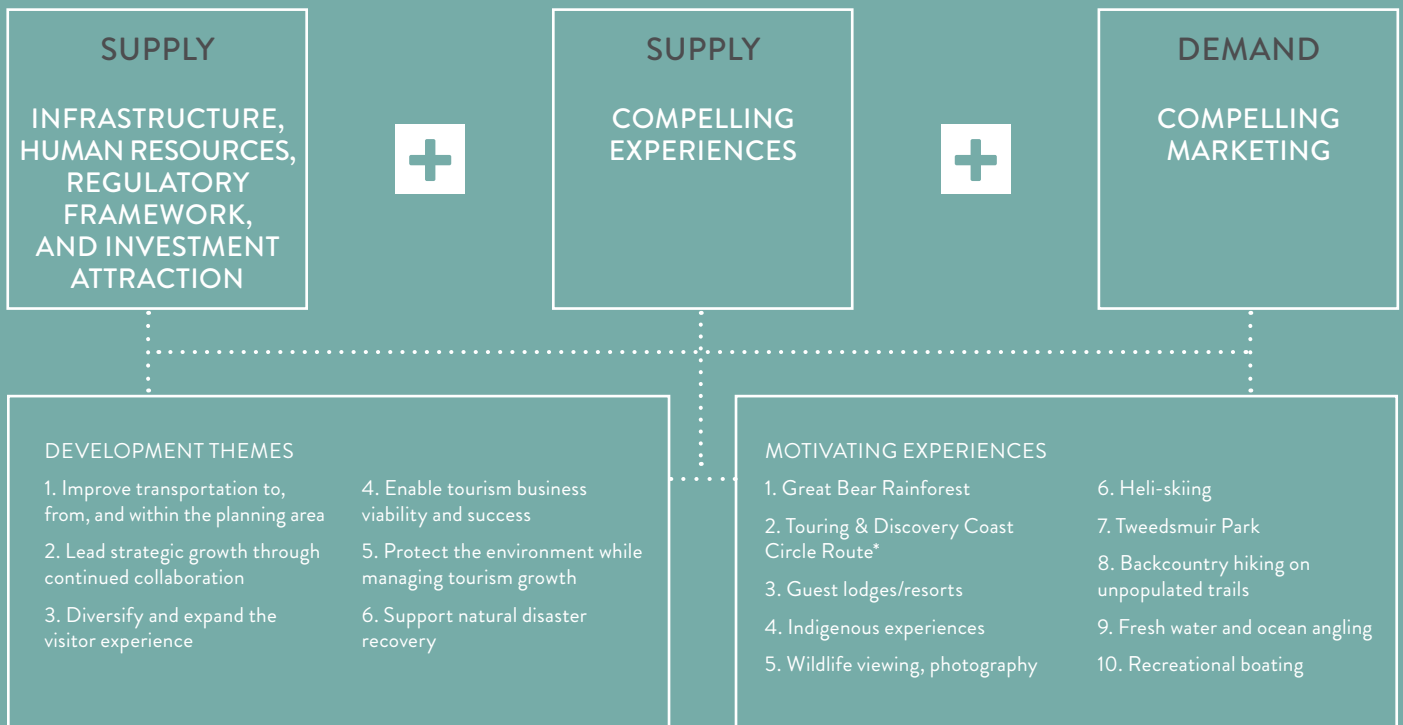 SUPPLY
INFRASTRUCTURE,
HUMAN RESOURCES,
REGULATORY
FRAMEWORK,
AND INVESTMENT
ATTRACTION
SUPPLY
COMPELLING
EXPERIENCES
DEMAND
COMPELLING
MARKETING
DEVELOPMENT THEMES
1. Improve transportation to,
from, and within the planning area
2. Lead strategic growth through
continued collaboration
3. Diversify and expand the
visitor experience
4. Enable tourism business
viability and success
5. Protect the environment while
managing tourism growth
6. Support natural disaster
recovery
MOTIVATING EXPERIENCES
1. Great Bear Rainforest
2. Touring & Discovery Coast
Circle Route*
3. Guest lodges/resorts
4. Indigenous experiences
5. Wildlife viewing, photography
6. Heli-skiing
7. Tweedsmuir Park
8. Backcountry hiking on
unpopulated trails
9. Fresh water and ocean angling
10. Recreational boating